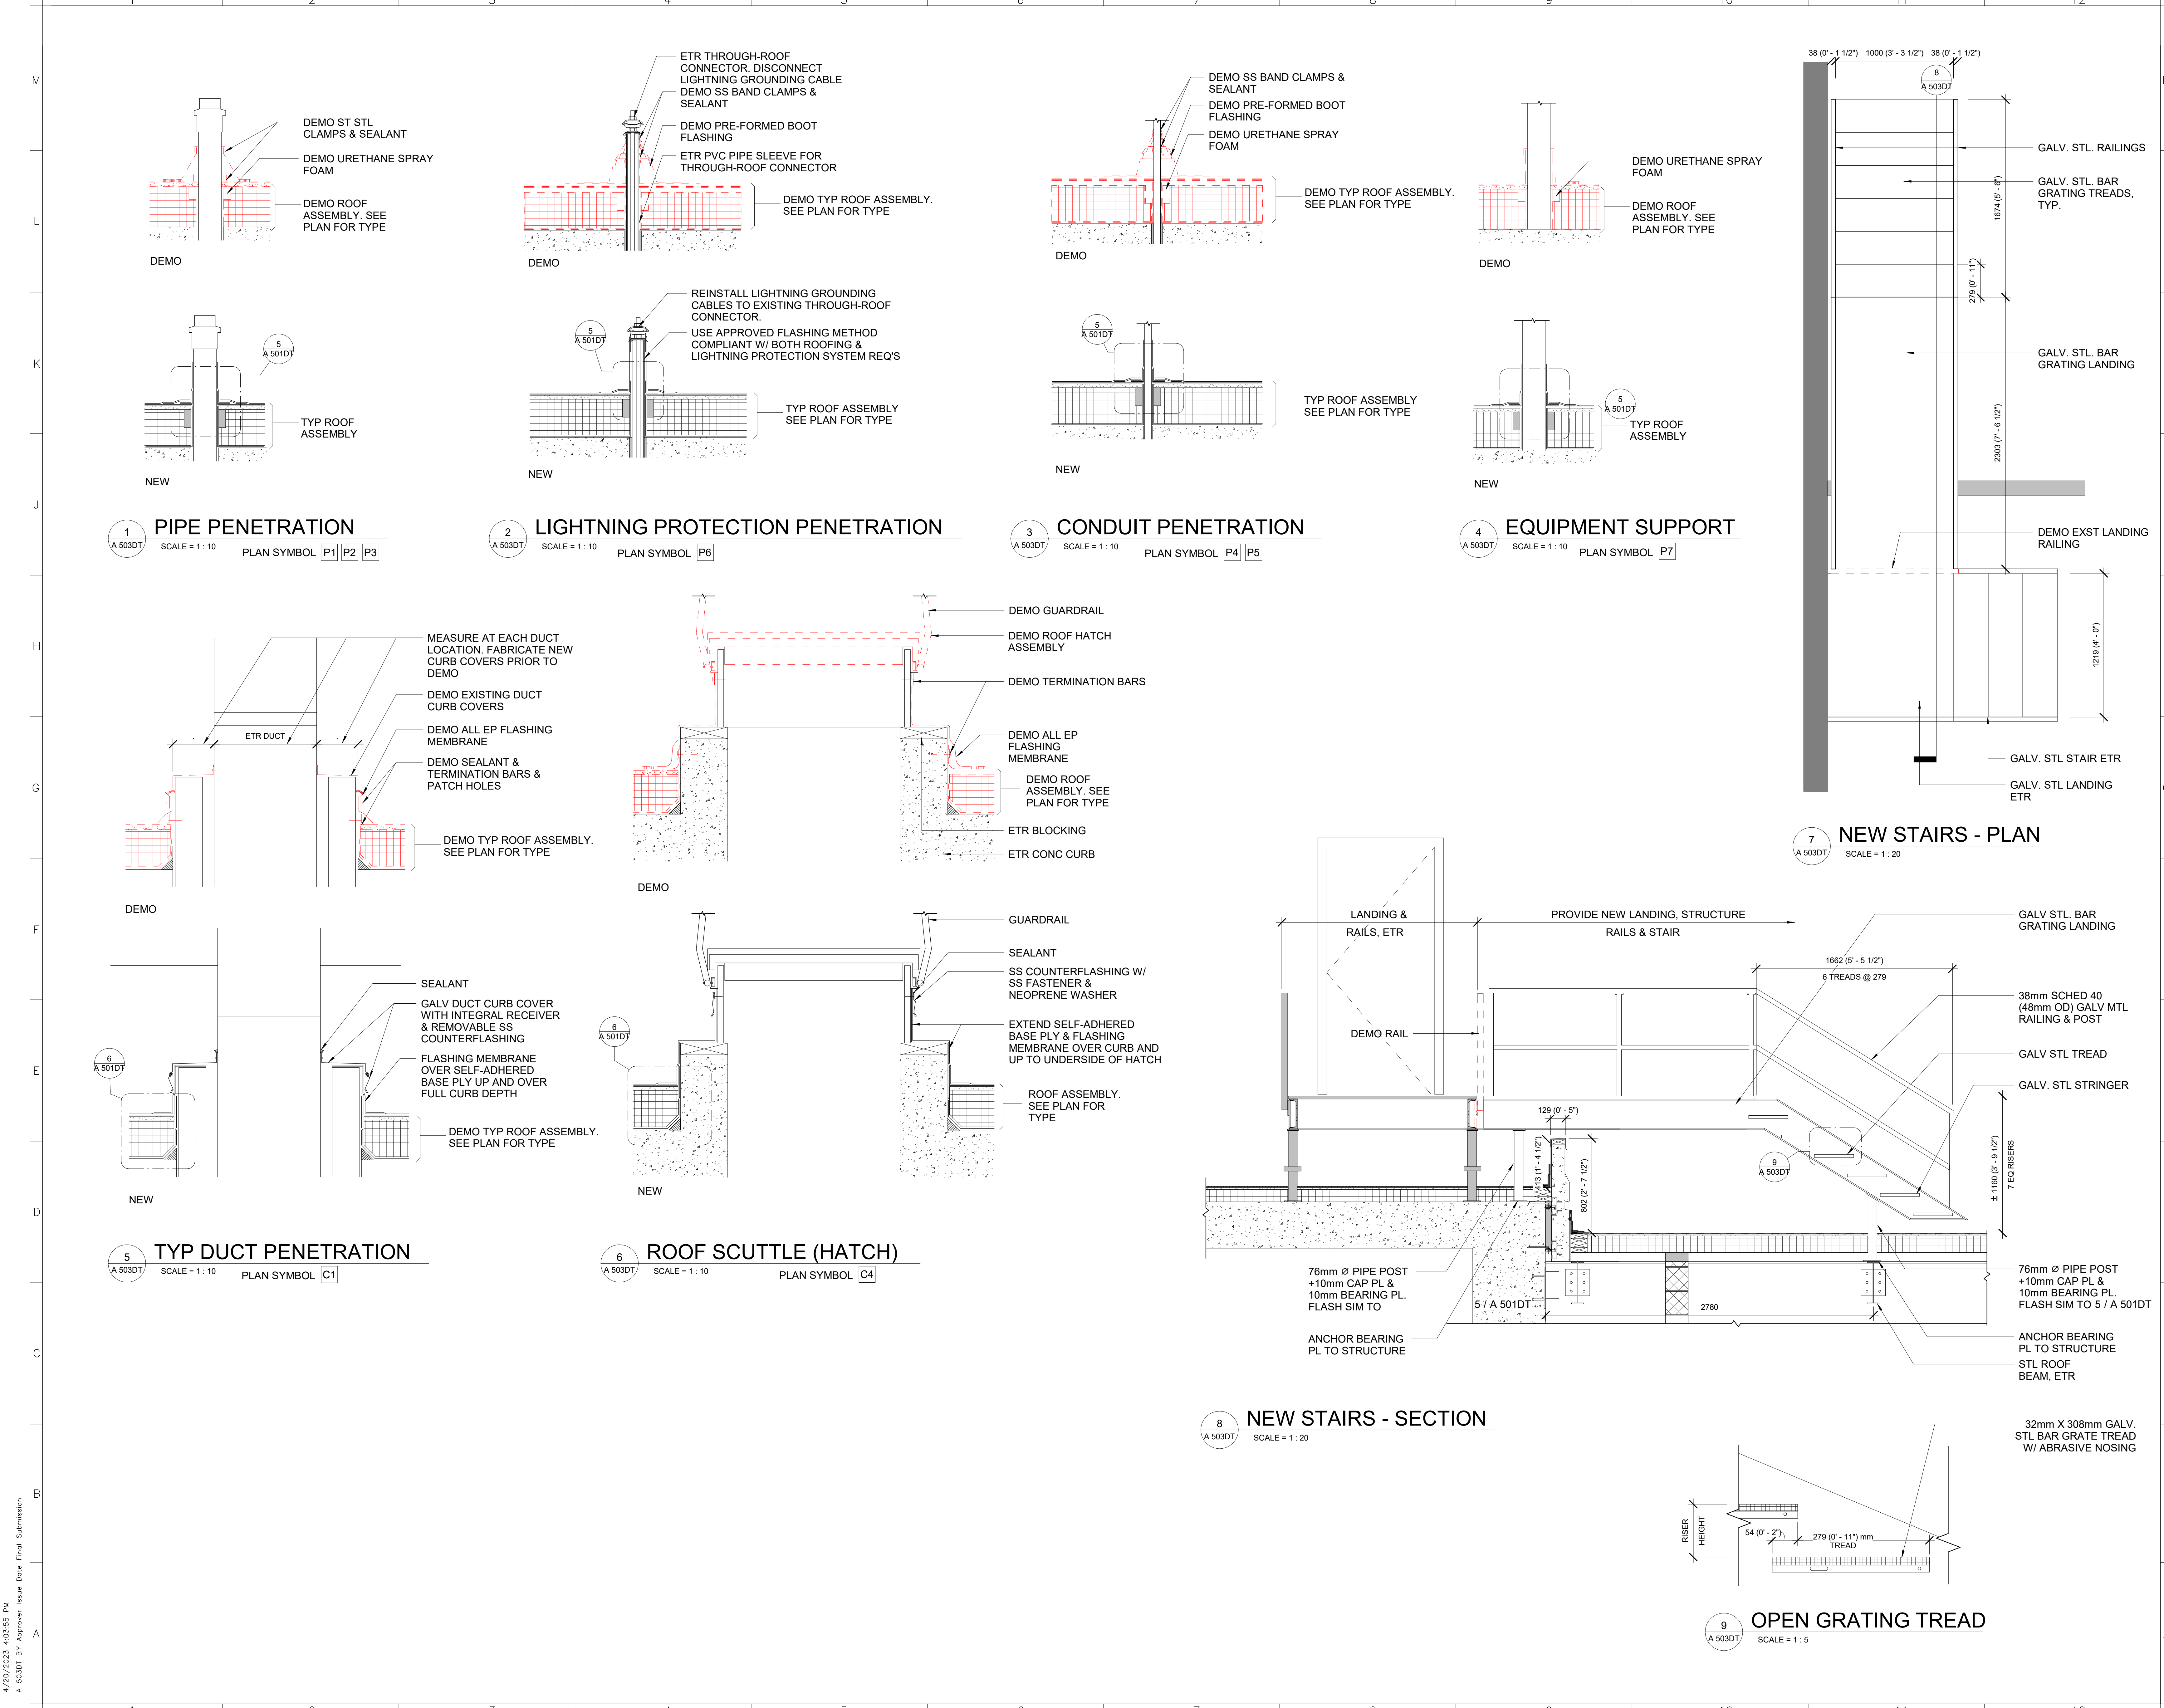 1 2 3 4 5 6 7 8 9 10 11 12
M
L
K
J
H
G
F
E
D
C
B
A
DEMO ST STL
CLAMPS & SEALANT
DEMO URETHANE SPRAY
FOAM
DEMO ROOF
ASSEMBLY. SEE
PLAN FOR TYPE
DEMO
5
A 501DT
TYP ROOF
ASSEMBLY
NEW
1
A 503DT
PIPE PENETRATION
SCALE = 1 : 10
PLAN SYMBOL P1 P2 P3
ETR THROUGH-ROOF
CONNECTOR. DISCONNECT
LIGHTNING GROUNDING CABLE
DEMO SS BAND CLAMPS &
SEALANT
DEMO PRE-FORMED BOOT
FLASHING
ETR PVC PIPE SLEEVE FOR
THROUGH-ROOF CONNECTOR
DEMO TYP ROOF ASSEMBLY.
SEE PLAN FOR TYPE
DEMO
REINSTALL LIGHTNING GROUNDING
CABLES TO EXISTING THROUGH-ROOF
CONNECTOR.
USE APPROVED FLASHING METHOD
COMPLIANT W/ BOTH ROOFING &
LIGHTNING PROTECTION SYSTEM REQ'S
5
A 501DT
TYP ROOF ASSEMBLY
SEE PLAN FOR TYPE
NEW
2
A 503DT
LIGHTNING PROTECTION PENETRATION
SCALE = 1 : 10
PLAN SYMBOL P6
DEMO SS BAND CLAMPS &
SEALANT
DEMO PRE-FORMED BOOT
FLASHING
DEMO URETHANE SPRAY
FOAM
DEMO TYP ROOF ASSEMBLY.
SEE PLAN FOR TYPE
DEMO
5
A 501DT
TYP ROOF ASSEMBLY
SEE PLAN FOR TYPE
NEW
3
A 503DT
CONDUIT PENETRATION
SCALE = 1 : 10
PLAN SYMBOL P4 P5
DEMO URETHANE SPRAY
FOAM
DEMO ROOF
ASSEMBLY. SEE
PLAN FOR TYPE
DEMO
5
A 501DT
TYP ROOF
ASSEMBLY
NEW
4
A 503DT
EQUIPMENT SUPPORT
SCALE = 1 : 10
PLAN SYMBOL P7
38 (0' - 1 1/2") 1000 (3' - 3 1/2") 38 (0' - 1 1/2")
8
A 503DT
GALV. STL. RAILINGS
GALV. STL. BAR
GRATING TREADS,
TYP.
1674 (5' - 6")
279 (0' - 11")
GALV. STL. BAR
GRATING LANDING
2303 (7' - 6 1/2")
DEMO EXST LANDING
RAILING
1219 (4' - 0")
GALV. STL STAIR ETR
GALV. STL LANDING
ETR
7
A 503DT
NEW STAIRS - PLAN
SCALE = 1 : 20
MEASURE AT EACH DUCT
LOCATION. FABRICATE NEW
CURB COVERS PRIOR TO
DEMO
DEMO EXISTING DUCT
CURB COVERS
ETR DUCT
DEMO ALL EP FLASHING
MEMBRANE
DEMO SEALANT &
TERMINATION BARS &
PATCH HOLES
DEMO TYP ROOF ASSEMBLY.
SEE PLAN FOR TYPE
DEMO
SEALANT
GALV DUCT CURB COVER
WITH INTEGRAL RECEIVER
& REMOVABLE SS
COUNTERFLASHING
6
A 501DT
FLASHING MEMBRANE
OVER SELF-ADHERED
BASE PLY UP AND OVER
FULL CURB DEPTH
DEMO TYP ROOF ASSEMBLY.
SEE PLAN FOR TYPE
NEW
5
A 503DT
TYP DUCT PENETRATION
SCALE = 1 : 10
PLAN SYMBOL C1
DEMO GUARDRAIL
DEMO ROOF HATCH
ASSEMBLY
DEMO TERMINATION BARS
DEMO ALL EP
FLASHING
MEMBRANE
DEMO ROOF
ASSEMBLY. SEE
PLAN FOR TYPE
ETR BLOCKING
ETR CONC CURB
DEMO
GUARDRAIL
SEALANT
SS COUNTERFLASHING W/
SS FASTENER &
NEOPRENE WASHER
6
A 501DT
EXTEND SELF-ADHERED
BASE PLY & FLASHING
MEMBRANE OVER CURB AND
UP TO UNDERSIDE OF HATCH
ROOF ASSEMBLY.
SEE PLAN FOR
TYPE
NEW
6
A 503DT
ROOF SCUTTLE (HATCH)
SCALE = 1 : 10
PLAN SYMBOL C4
LANDING &
RAILS, ETR
PROVIDE NEW LANDING, STRUCTURE
RAILS & STAIR
GALV STL. BAR
GRATING LANDING
1662 (5' - 5 1/2")
6 TREADS @ 279
38mm SCHED 40
(48mm OD) GALV MTL
RAILING & POST
DEMO RAIL
GALV STL TREAD
GALV. STL STRINGER
129 (0' - 5")
413 (1' - 4 1/2")
802 (2' - 7 1/2")
9
A 503DT
± 1160 (3' - 9 1/2")
7 EQ RISERS
76mm Ø PIPE POST
+10mm CAP PL &
10mm BEARING PL.
FLASH SIM TO 5 / A 501DT
2780
ANCHOR BEARING
PL TO STRUCTURE
76mm Ø PIPE POST
+10mm CAP PL &
10mm BEARING PL.
FLASH SIM TO 5 / A 501DT
ANCHOR BEARING
PL TO STRUCTURE
STL ROOF
BEAM, ETR
8
A 503DT
NEW STAIRS - SECTION
SCALE = 1 : 20
32mm X 308mm GALV.
STL BAR GRATE TREAD
W/ ABRASIVE NOSING
RISER
HEIGHT
54 (0' - 2")
279 (0' - 11") mm
TREAD
9
A 503DT
OPEN GRATING TREAD
SCALE = 1 : 5
4/20/2023 4:03:55 PM
A 503DT BY Approver Issue Date Final Submission